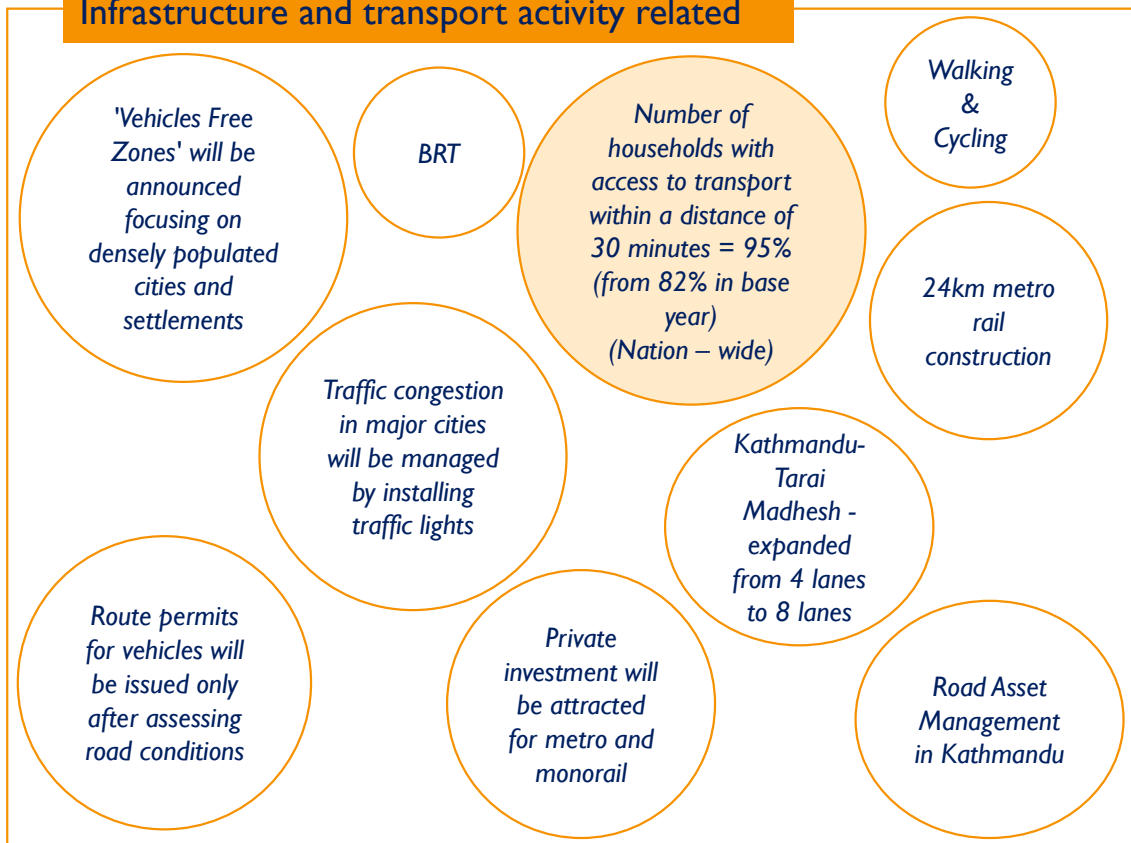 Infrastructure and transport activity related
'Vehicles Free
Zones' will be
announced
focusing on
densely populated
cities and
settlements
BRT
Number of
households with
access to transport
within a distance of
30 minutes = 95%
(from 82% in base
year)
(Nation – wide)
Walking
&
Cycling
24km metro
rail
construction
Traffic congestion
in major cities
will be managed
by installing
traffic lights
Kathmandu-
Tarai
Madhesh -
expanded
from 4 lanes
to 8 lanes
Route permits
for vehicles will
be issued only
after assessing
road conditions
Private
investment will
be attracted
for metro and
monorail
Road Asset
Management
in Kathmandu